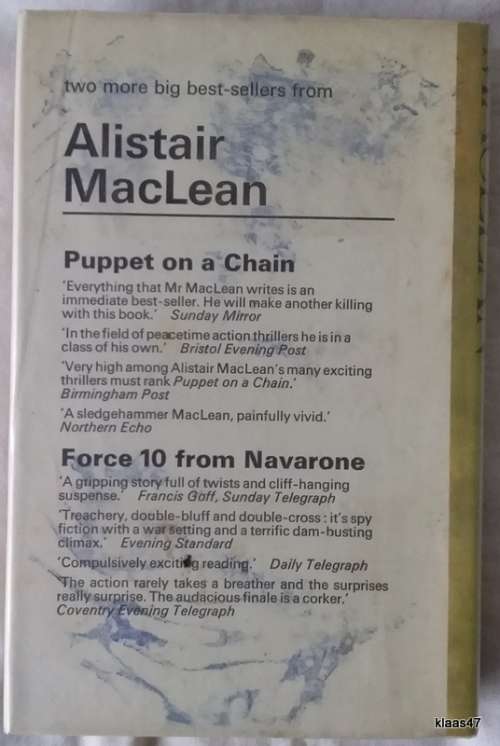 two more big best-sellers from
Alistair
MacLean
Puppet on a Chain
'Everything that Mr MacLean writes is an
immediate best-seller. He will make another killing
with this book.' Sunday Mirror
'In the field of peacetime action thrillers he is in a
class of his own.' Bristol Evening Post
'Very high among Alistair MacLean's many exciting
thrillers must rank Puppet on a Chain.'
Birmingham Post
'A sledgehammer MacLean, painfully vivid.'
Northern Echo
Force 10 from Navarone
'A gripping story full of twists and cliff-hanging
suspense.' Francis Goff, Sunday Telegraph
'Treachery, double-bluff and double-cross : it's spy
fiction with a war setting and a terrific dam-busting
climax.' Evening Standard
'Compulsively exciting reading.' Daily Telegraph
'The action rarely takes a breather and the surprises
really surprise. The audacious finale is a corker.'
Coventry Evening Telegraph
klaas47